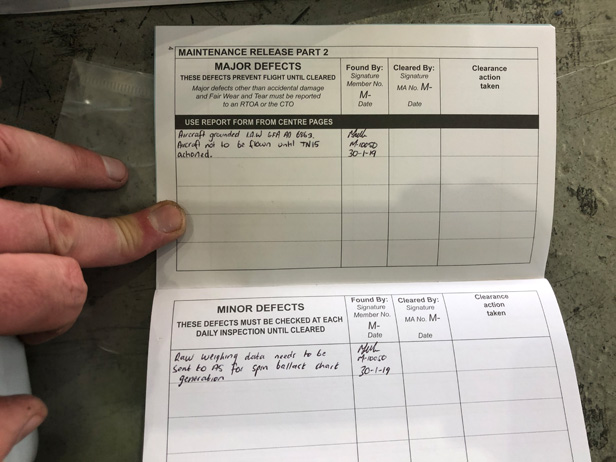 MAINTENANCE RELEASE PART 2
MAJOR DEFECTS
THESE DEFECTS PREVENT FLIGHT UNTIL CLEARED
Major defects other than accidental damage
and Fair Wear and Tear must be reported
to an RTOA or the CTO
Found By:
Signature
Member No.
M-
Date
Cleared By:
Signature
MA No. M-
Date
Clearance
action
taken
USE REPORT FORM FROM CENTRE PAGES
Aircraft grounded IAW GFA AD
Aircraft not to be flown until TN15
actioned.
M-10050
30-1-19
MINOR DEFECTS
THESE DEFECTS MUST BE CHECKED AT EACH
DAILY INSPECTION UNTIL CLEARED
Found By:
Signature
Member No.
M-
Date
Cleared By:
Signature
MA No. M-
Date
Clearance
action
taken
Raw weighing data needs to be
sent to AS for spin ballast chart
generation
M-10050
30-1-19